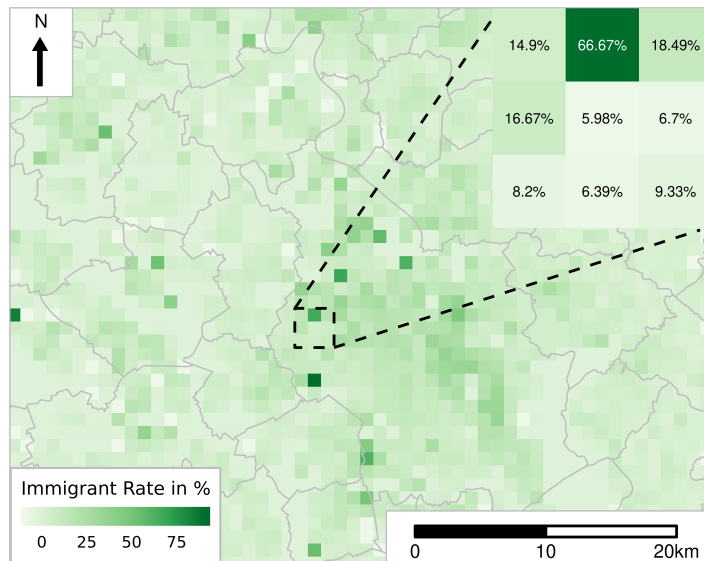 N
14.9% 66.67% 18.49%
16.67% 5.98% 6.7%
8.2% 6.39% 9.33%
Immigrant Rate in %
0 25 50 75
0 10 20km